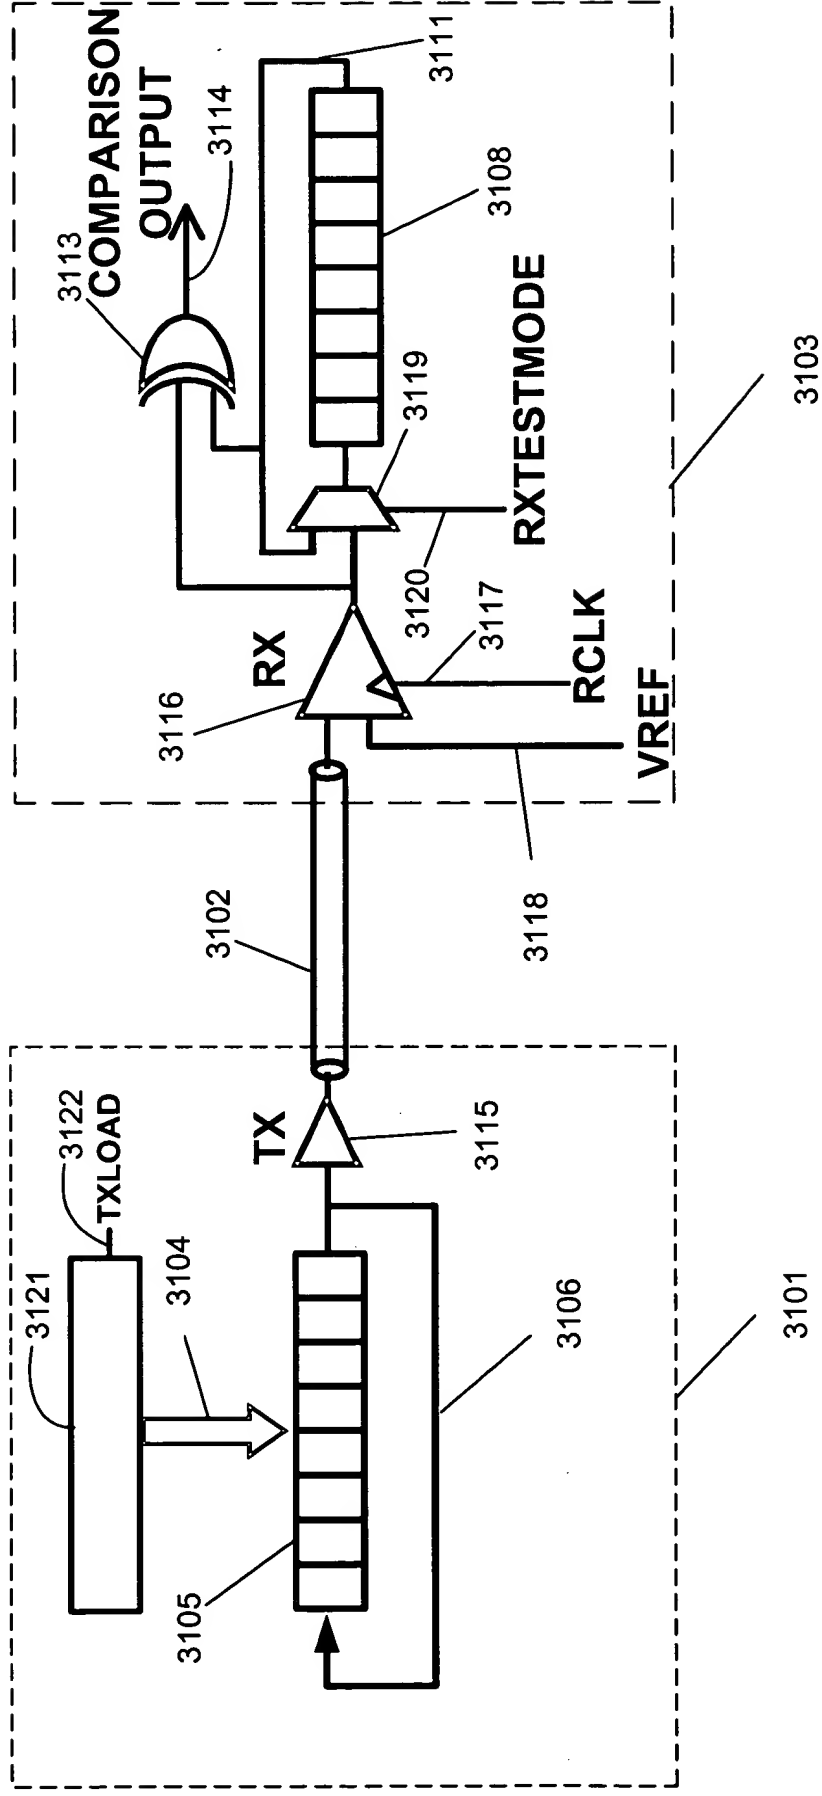 3121
3122
TXLOAD
3104
3105
TX
3115
3106
3101
3102
3113
COMPARISON
OUTPUT
3114
3111
3108
RX
3116
3119
3120
RXTESTMODE
3117
RCLK
3118
VREF
3103